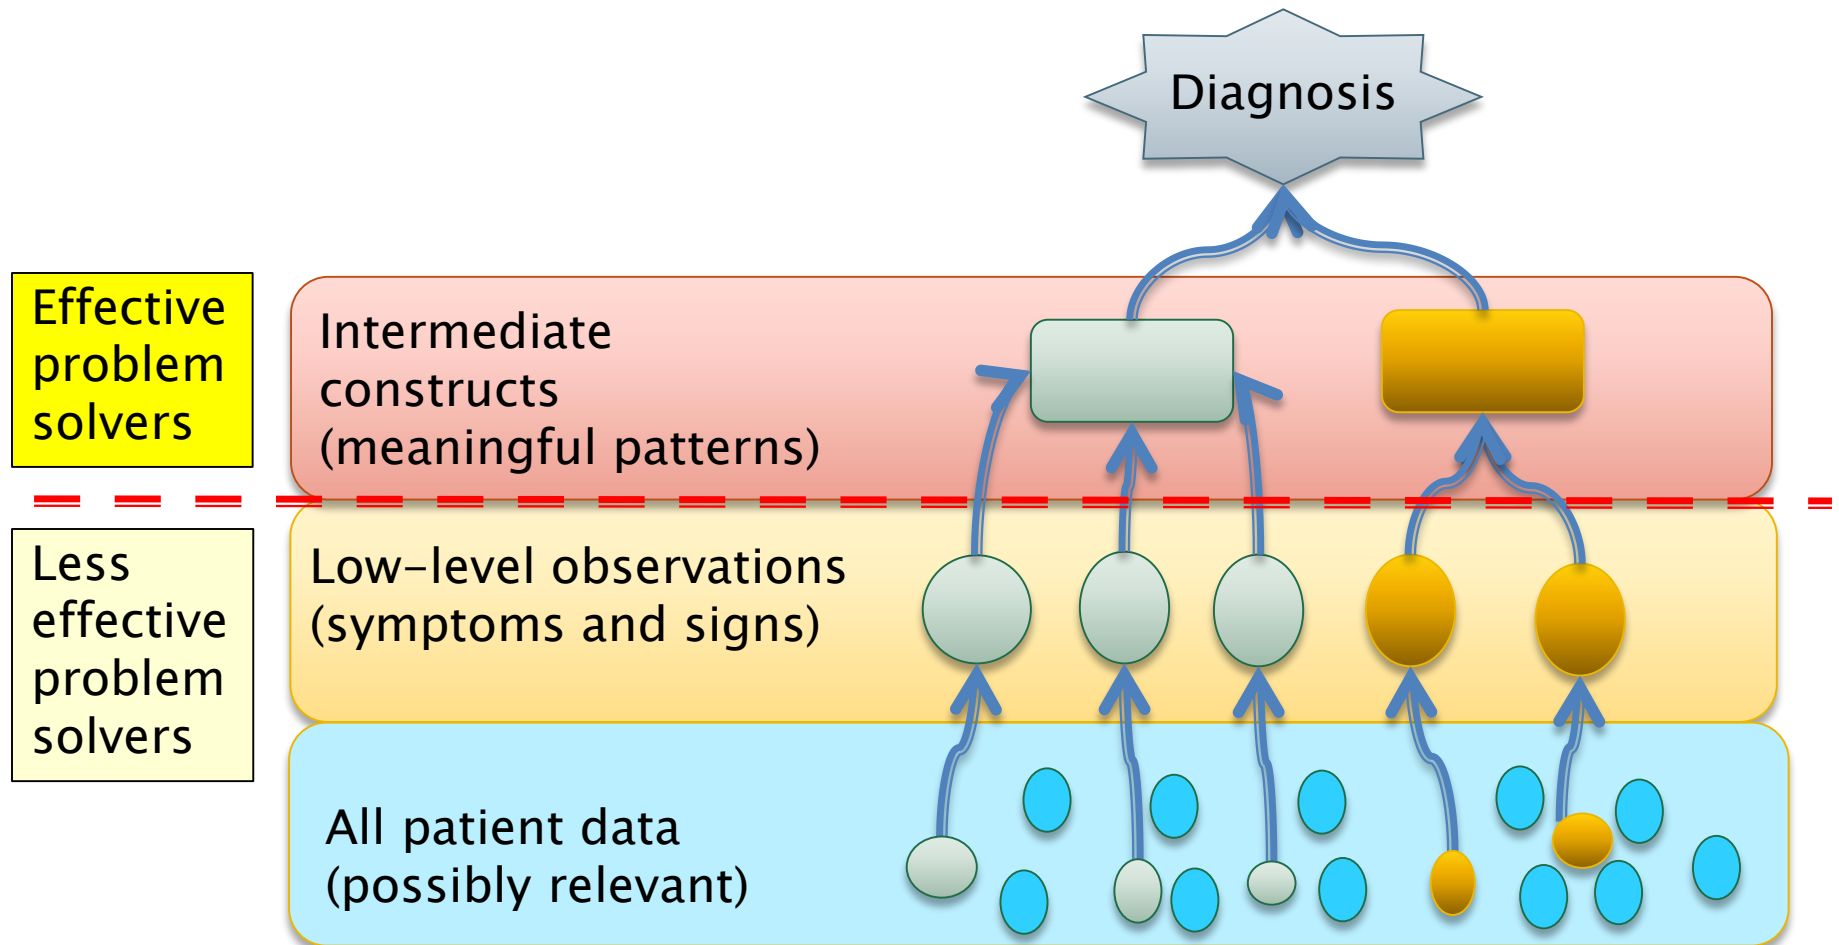 Diagnosis
Effective
problem
solvers
Intermediate
constructs
(meaningful patterns)
Less
effective
problem
solvers
Low-level observations
(symptoms and signs)
All patient data
(possibly relevant)